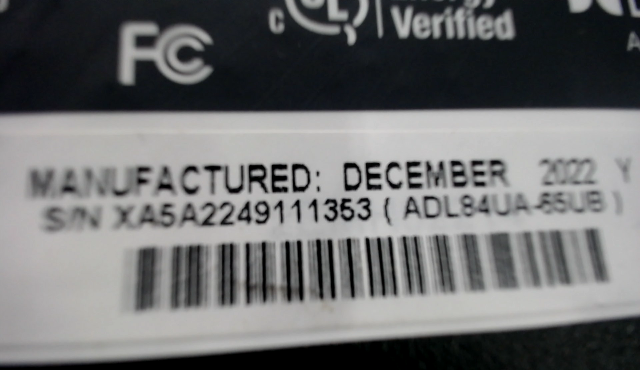 FC
Verified
MANUFACTURED: DECEMBER 2022 Y
S/N XA5A2249111353 ( ADL84UA-65UB )